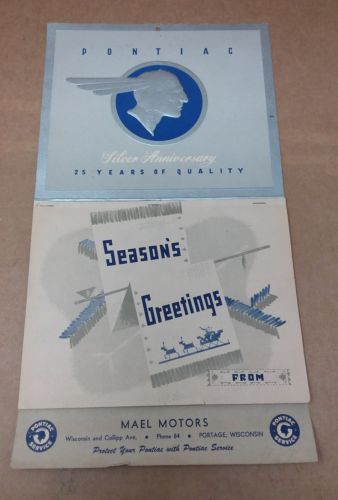 PONTIAC
Silver Anniversary
25 YEARS OF QUALITY
Season's
Greetings
FROM
MAEL MOTORS
Wisconsin and Collipp Ave. • Phone 64 • PORTAGE, WISCONSIN
Protect Your Pontiac with Pontiac Service
PONTIAC SERVICE
PONTIAC SERVICE